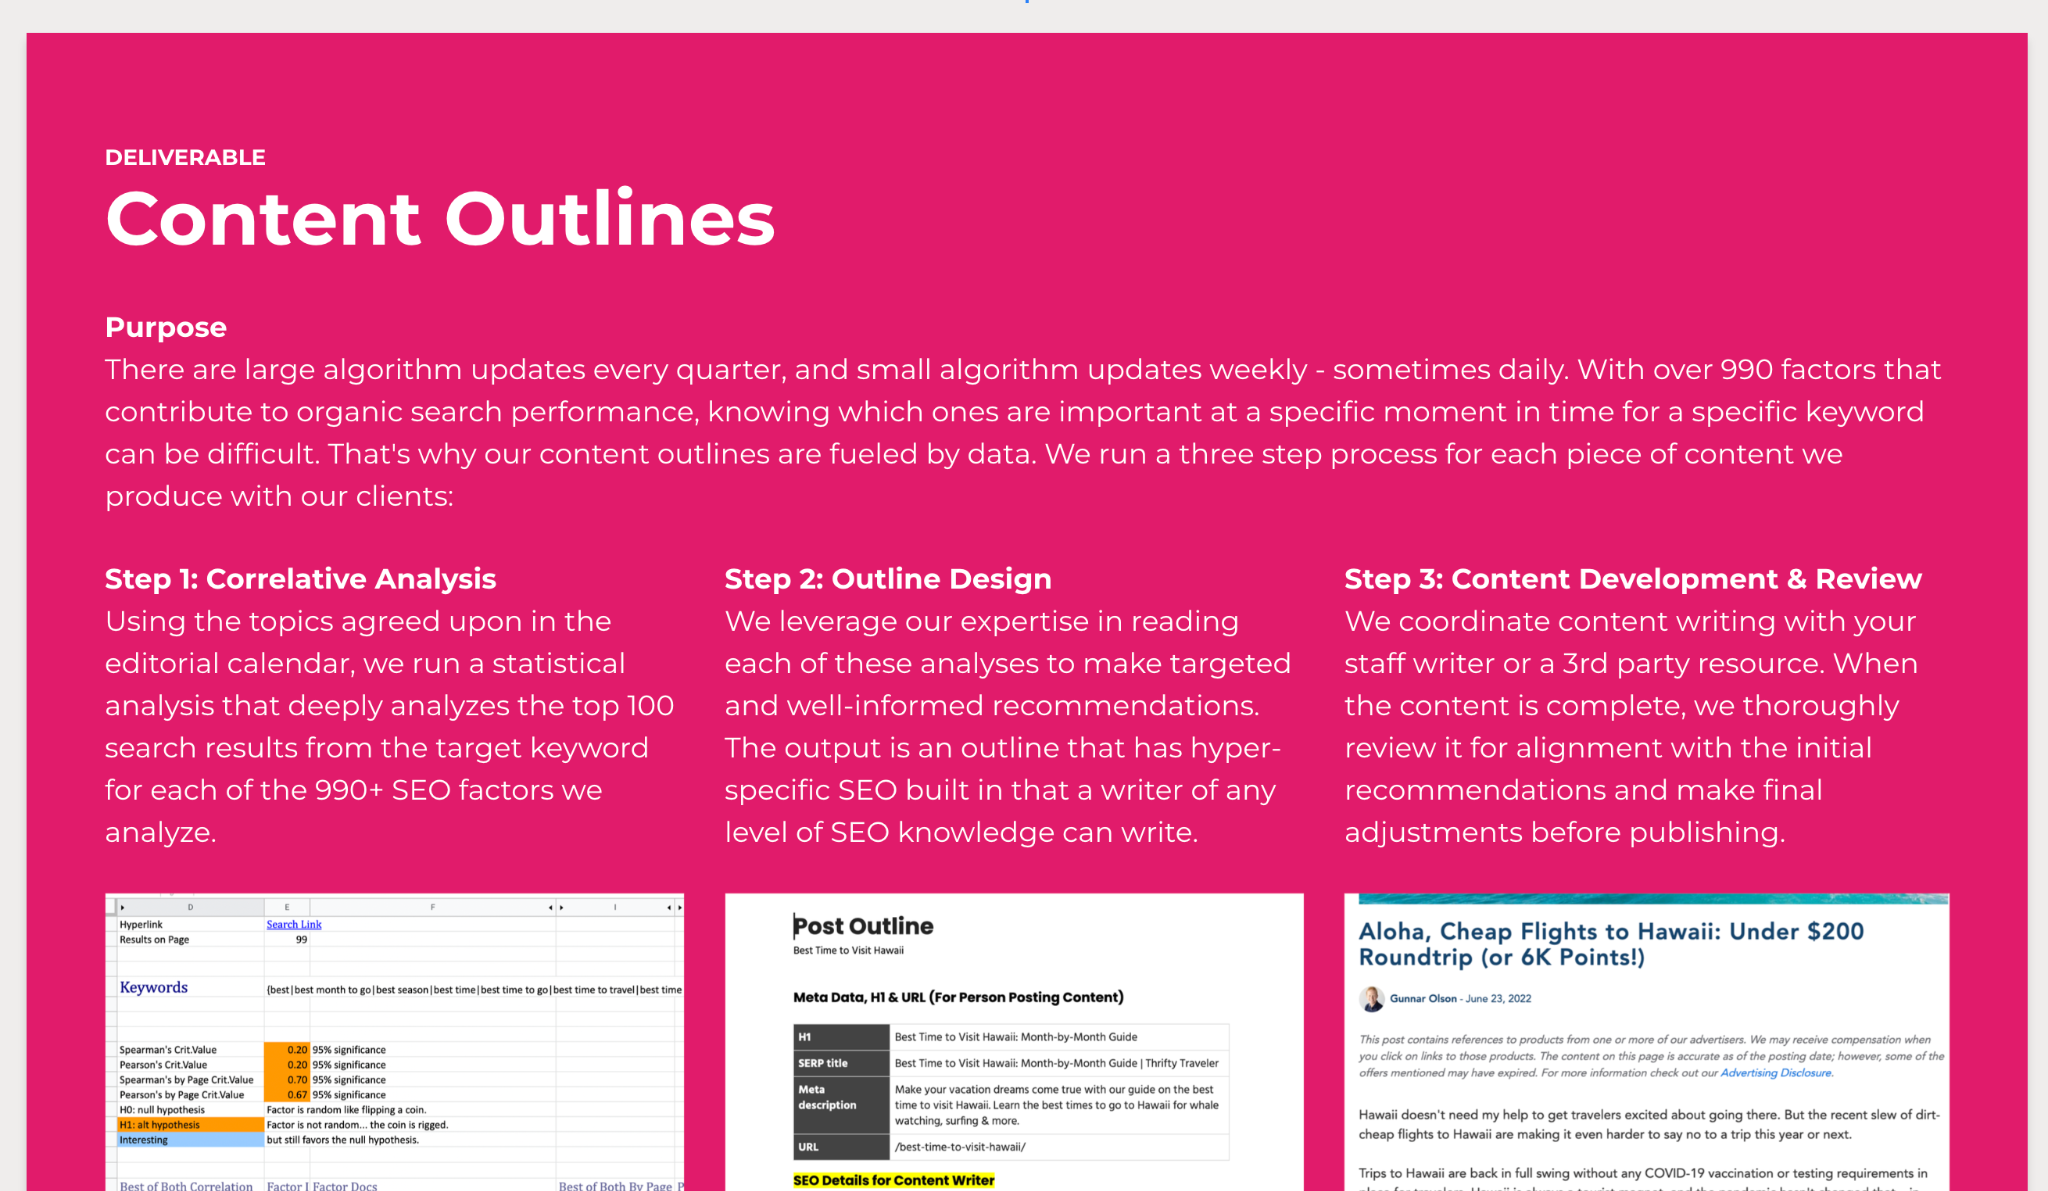 DELIVERABLE
Content Outlines
Purpose
There are large algorithm updates every quarter, and small algorithm updates weekly - sometimes daily. With over 990 factors that
contribute to organic search performance, knowing which ones are important at a specific moment in time for a specific keyword
can be difficult. That's why our content outlines are fueled by data. We run a three step process for each piece of content we
produce with our clients:
Step 1: Correlative Analysis
Using the topics agreed upon in the
editorial calendar, we run a statistical
analysis that deeply analyzes the top 100
search results from the target keyword
for each of the 990+ SEO factors we
analyze.
Step 2: Outline Design
We leverage our expertise in reading
each of these analyses to make targeted
and well-informed recommendations.
The output is an outline that has hyper-
specific SEO built in that a writer of any
level of SEO knowledge can write.
Step 3: Content Development & Review
We coordinate content writing with your
staff writer or a 3rd party resource. When
the content is complete, we thoroughly
review it for alignment with the initial
recommendations and make final
adjustments before publishing.
D E F I
Hyperlink Search Link
Results on Page 99
Keywords (best|best month to go|best season|best time|best time to go|best time to travel|best time
Spearman's Crit.Value 0.20 95% significance
Pearson's Crit.Value 0.20 95% significance
Spearman's by Page Crit.Value 0.70 95% significance
Pearson's by Page Crit.Value 0.67 95% significance
H0: null hypothesis Factor is random like flipping a coin.
H1: alt hypothesis Factor is not random... the coin is rigged.
Interesting but still favors the null hypothesis.
Best of Both Correlation Factor I Factor Docs Best of Both By Page P
Post Outline
Best Time to Visit Hawaii
Meta Data, H1 & URL (For Person Posting Content)
H1 Best Time to Visit Hawaii: Month-by-Month Guide
SERP title Best Time to Visit Hawaii: Month-by-Month Guide | Thrifty Traveler
Meta description Make your vacation dreams come true with our guide on the best
time to visit Hawaii. Learn the best times to go to Hawaii for whale
watching, surfing & more.
URL /best-time-to-visit-hawaii/
SEO Details for Content Writer
Aloha, Cheap Flights to Hawaii: Under $200
Roundtrip (or 6K Points!)
Gunnar Olson - June 23, 2022
This post contains references to products from one or more of our advertisers. We may receive compensation when
you click on links to those products. The content on this page is accurate as of the posting date; however, some of the
offers mentioned may have expired. For more information check out our Advertising Disclosure.
Hawaii doesn't need my help to get travelers excited about going there. But the recent slew of dirt-
cheap flights to Hawaii are making it even harder to say no to a trip this year or next.
Trips to Hawaii are back in full swing without any COVID-19 vaccination or testing requirements in